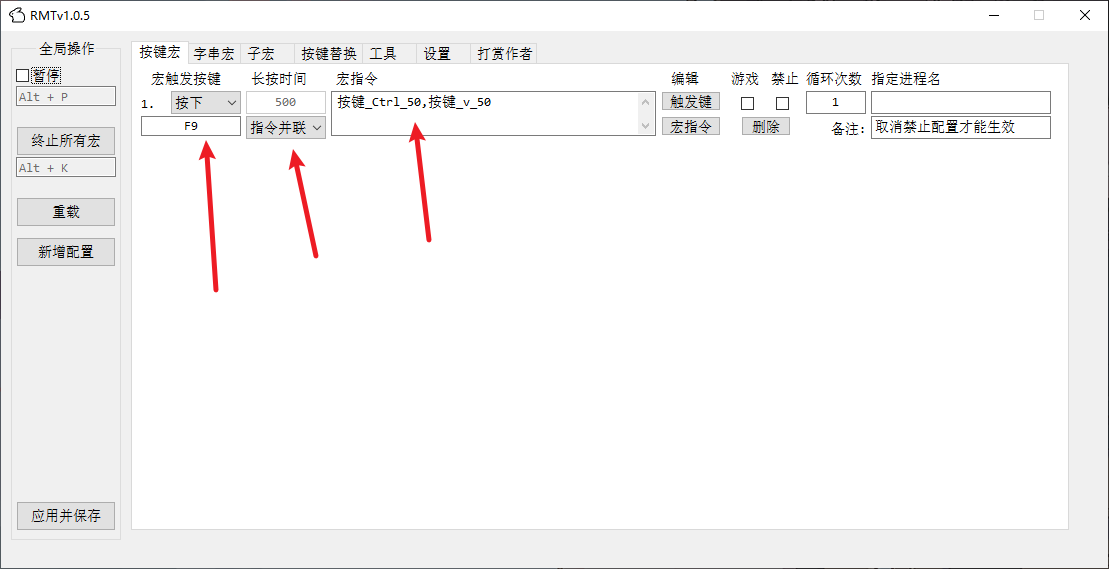 RMTv1.0.5
全局操作
暂停
Alt + P
终止所有宏
Alt + K
重载
新增配置
应用并保存
按键宏 字串宏 子宏 按键替换 工具 设置 打赏作者
宏触发按键 长按时间 宏指令 编辑 游戏 禁止 循环次数 指定进程名
1. 按下 500 按键_Ctrl_50,按键_v_50 触发键 1
F9 指令并联 宏指令 删除 备注: 取消禁止配置才能生效